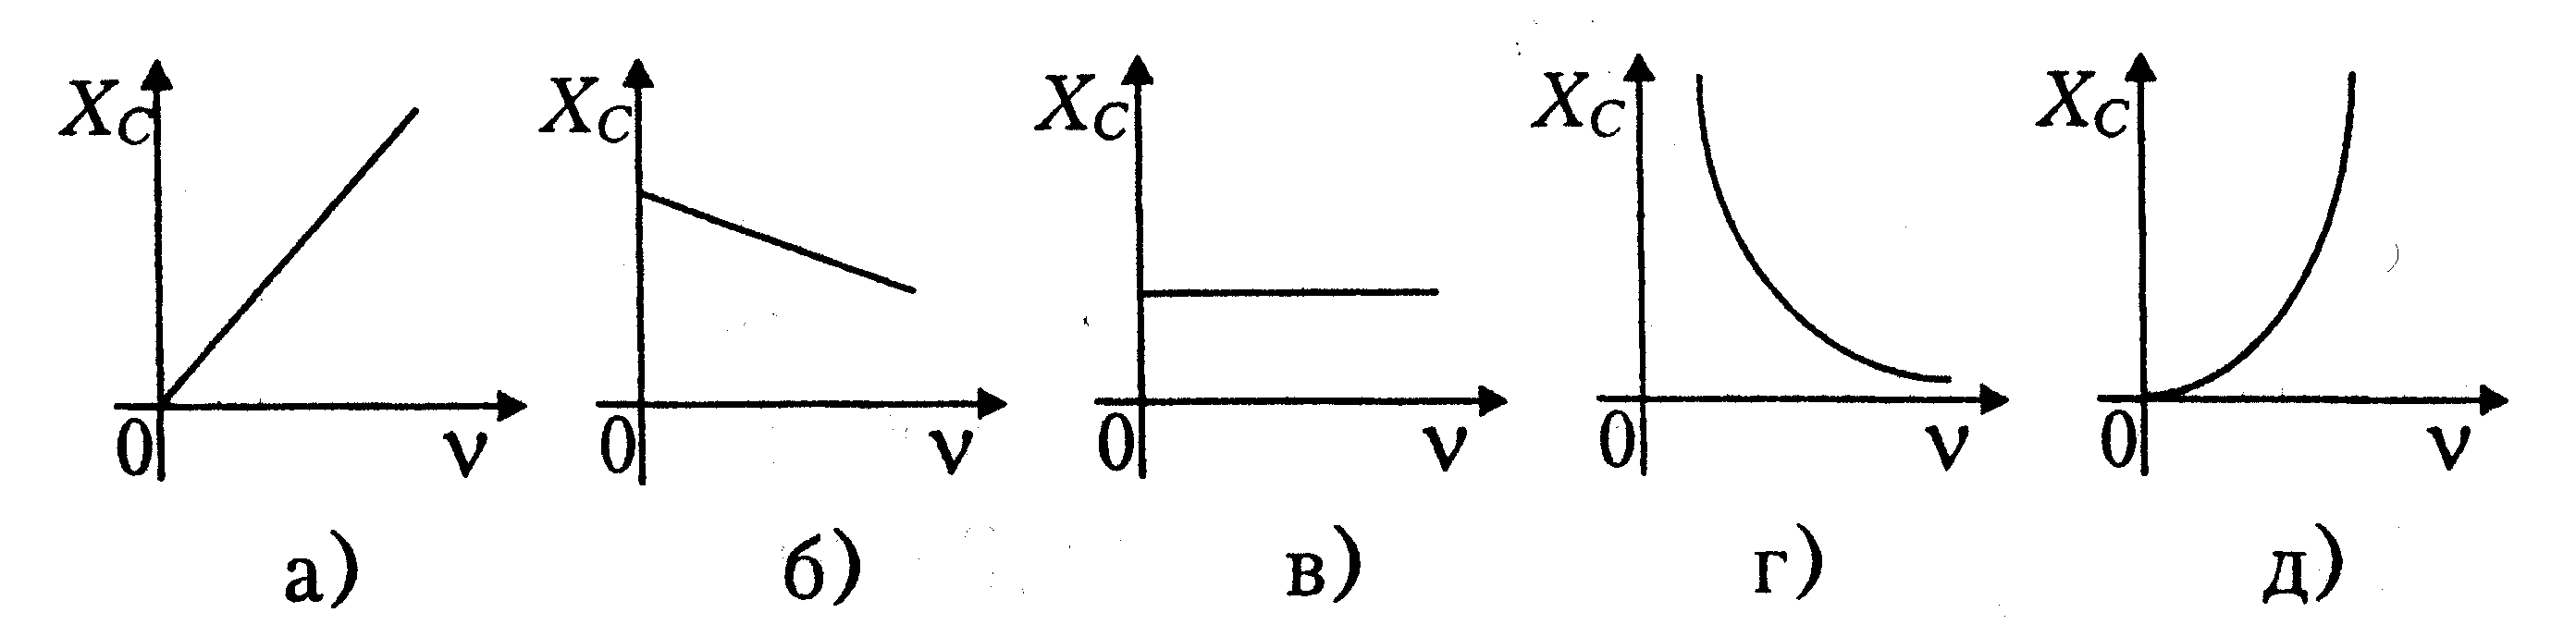 X_C X_C X_C X_C X_C
0 ν 0 ν 0 ν 0 ν 0 ν
а) б) в) г) д)